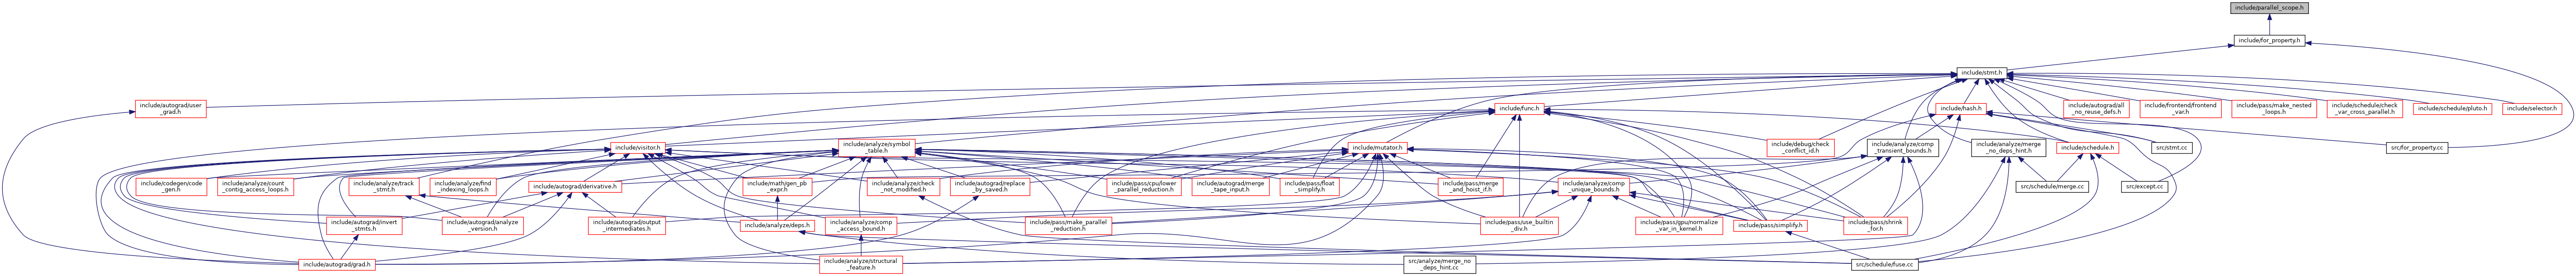 include/parallel_scope.h
include/for_property.h
include/stmt.h
include/autograd/user
_grad.h
include/func.h
include/hash.h
include/autograd/all
_no_reuse_defs.h
include/frontend/frontend
_var.h
include/pass/make_nested
_loops.h
include/schedule/check
_var_cross_parallel.h
include/schedule/pluto.h
include/selector.h
include/visitor.h
include/analyze/symbol
_table.h
include/mutator.h
include/debug/check
_conflict_id.h
include/analyze/comp
_transient_bounds.h
include/analyze/merge
_no_deps_hint.h
include/schedule.h
src/stmt.cc
src/for_property.cc
include/codegen/code
_gen.h
include/analyze/count
_contig_access_loops.h
include/analyze/track
_stmt.h
include/analyze/find
_indexing_loops.h
include/autograd/derivative.h
include/math/gen_pb
_expr.h
include/analyze/check
_not_modified.h
include/autograd/replace
_by_saved.h
include/pass/cpu/lower
_parallel_reduction.h
include/autograd/merge
_tape_input.h
include/pass/float
_simplify.h
include/pass/merge
_and_hoist_if.h
include/analyze/comp
_unique_bounds.h
src/schedule/merge.cc
src/except.cc
include/autograd/invert
_stmts.h
include/autograd/analyze
_version.h
include/autograd/output
_intermediates.h
include/analyze/deps.h
include/analyze/comp
_access_bound.h
include/pass/make_parallel
_reduction.h
include/pass/use_builtin
_div.h
include/pass/gpu/normalize
_var_in_kernel.h
include/pass/simplify.h
include/pass/shrink
_for.h
include/autograd/grad.h
include/analyze/structural
_feature.h
src/analyze/merge_no
_deps_hint.cc
src/schedule/fuse.cc